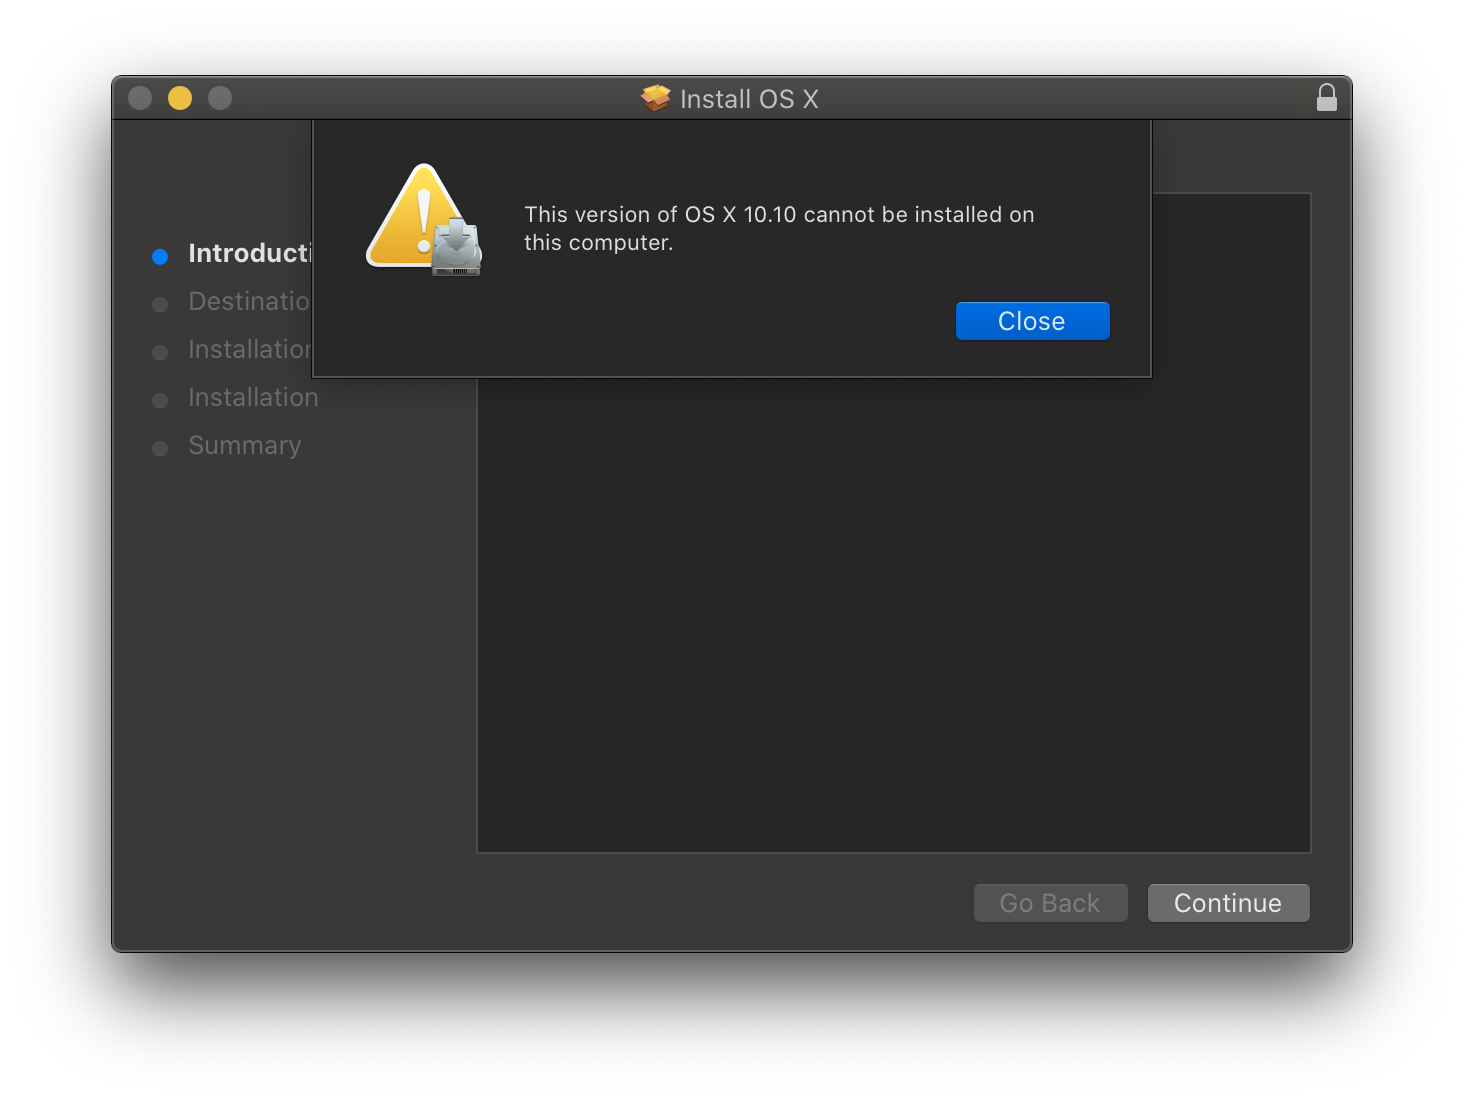 Install OS X
This version of OS X 10.10 cannot be installed on
this computer.
Close
Introducti
Destinatio
Installation
Installation
Summary
Go Back
Continue